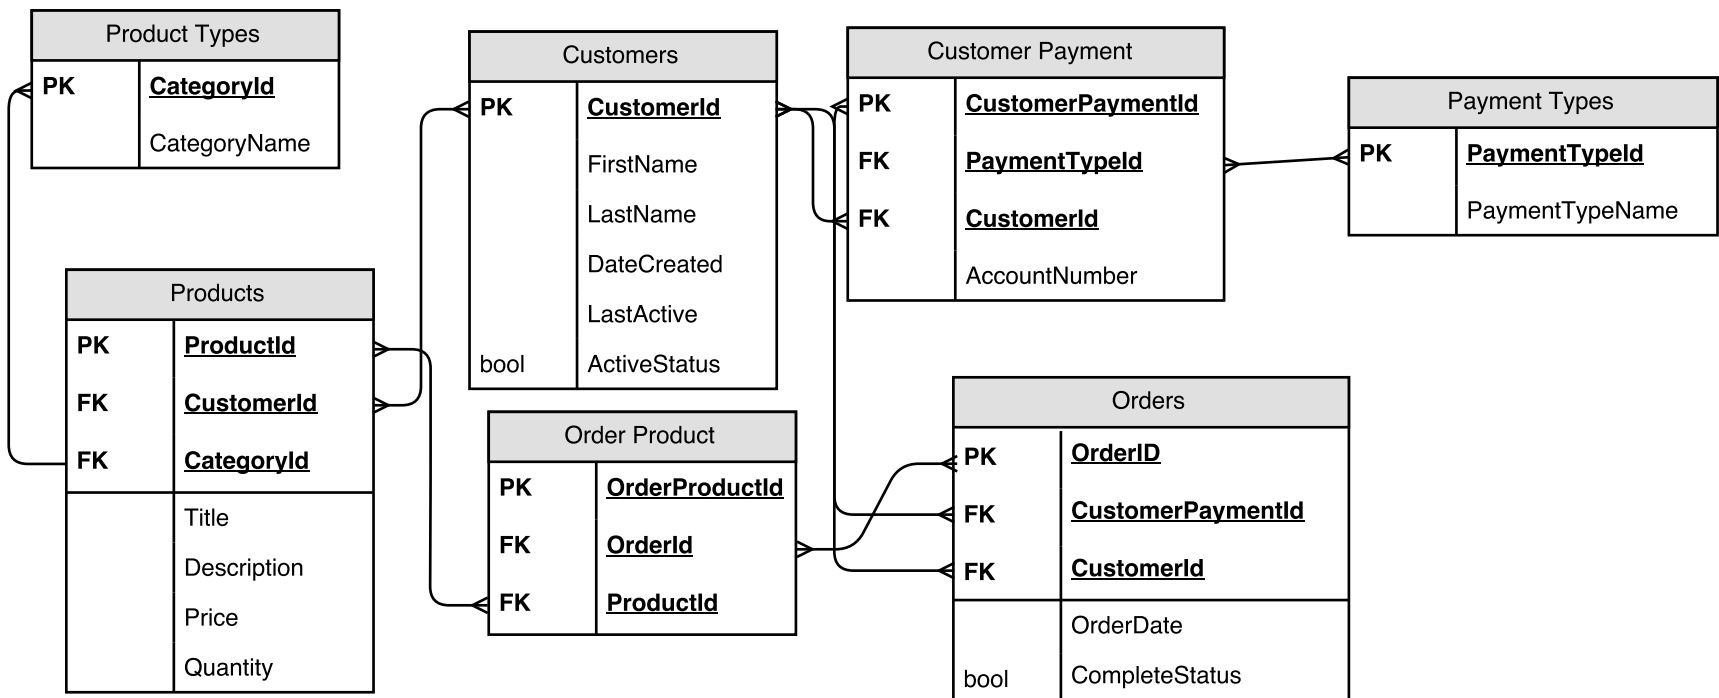 Product Types
PK CategoryId
CategoryName
Customers
PK CustomerId
FirstName
LastName
DateCreated
LastActive
bool ActiveStatus
Customer Payment
PK CustomerPaymentId
FK PaymentTypeId
FK CustomerId
AccountNumber
Payment Types
PK PaymentTypeId
PaymentTypeName
Products
PK ProductId
FK CustomerId
FK CategoryId
Title
Description
Price
Quantity
Order Product
PK OrderProductId
FK OrderId
FK ProductId
Orders
PK OrderID
FK CustomerPaymentId
FK CustomerId
OrderDate
bool CompleteStatus